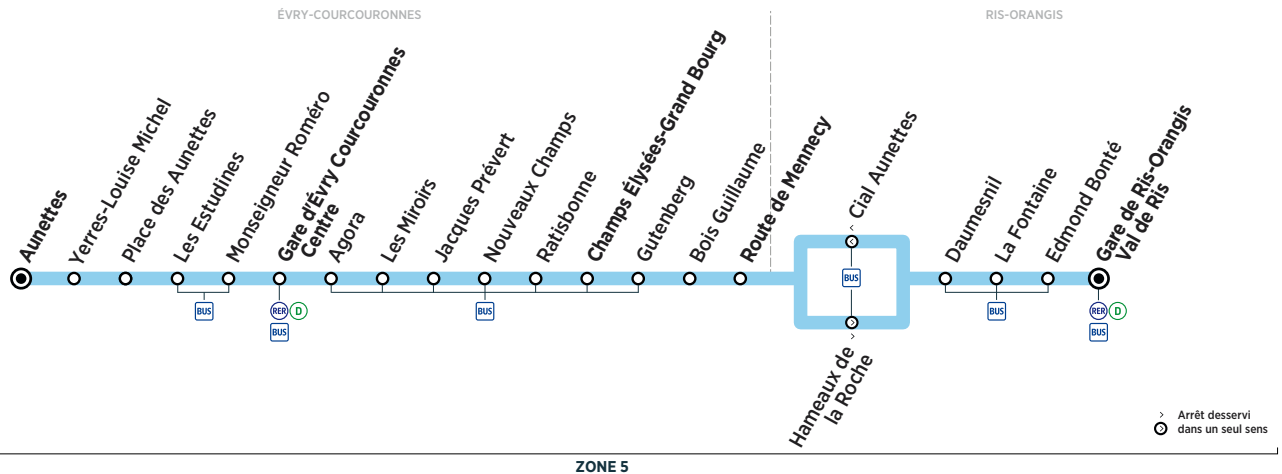 ÉVRY-COURCOURONNES
RIS-ORANGIS
Aunettes
Yerres-Louise Michel
Place des Aunettes
Les Estudines
Monseigneur Roméro
Gare d'Évry Courcouronnes
Centre
Agora
Les Miroirs
Jacques Prévert
Nouveaux Champs
Ratisbonne
Champs Élysées-Grand Bourg
Gutenberg
Bois Guillaume
Route de Mennecy
Cial Aunettes
Hameaux de
la Roche
Daumesnil
La Fontaine
Edmond Bonté
Gare de Ris-Orangis
Val de Ris
BUS
RER D
BUS
BUS
BUS
BUS
RER D
BUS
Arrêt desservi
dans un seul sens
ZONE 5